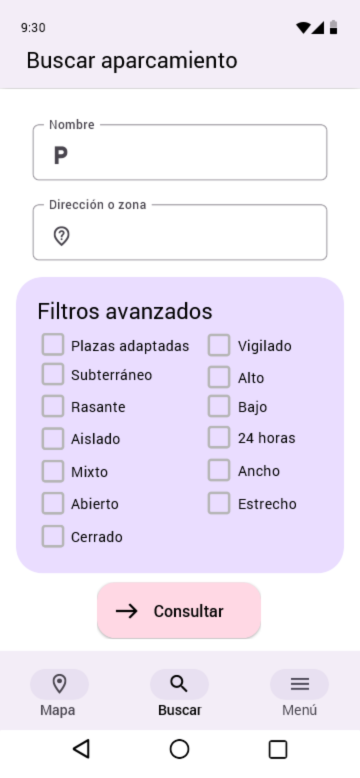 9:30
Buscar aparcamiento
Nombre
P
Dirección o zona
Filtros avanzados
Plazas adaptadas
Vigilado
Subterráneo
Alto
Rasante
Bajo
Aislado
24 horas
Mixto
Ancho
Abierto
Estrecho
Cerrado
Consultar
Mapa
Buscar
Menú